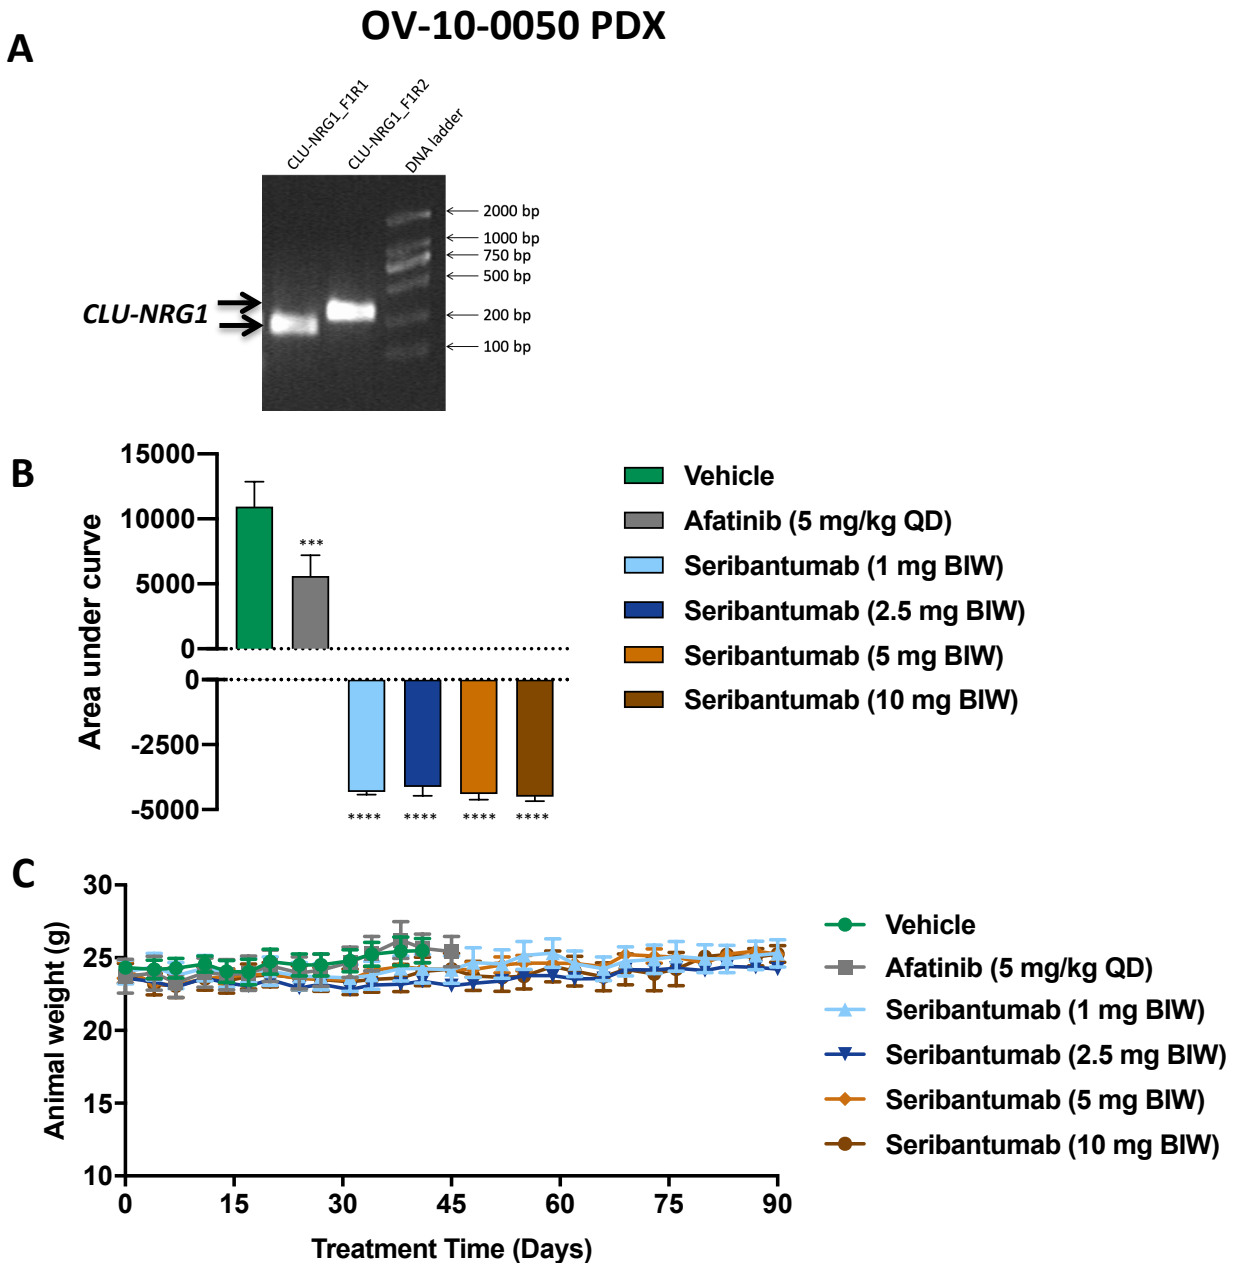 OV-10-0050 PDX
A
CLU-NRG1_F1R1
CLU-NRG1_F1R2
DNA ladder
2000 bp
1000 bp
750 bp
500 bp
200 bp
100 bp
CLU-NRG1
B
Area under curve
15000
10000
5000
0
0
-2500
-5000
***
**** **** **** ****
Vehicle
Afatinib (5 mg/kg QD)
Seribantumab (1 mg BIW)
Seribantumab (2.5 mg BIW)
Seribantumab (5 mg BIW)
Seribantumab (10 mg BIW)
C
Animal weight (g)
30
25
20
15
10
0 15 30 45 60 75 90
Treatment Time (Days)
Vehicle
Afatinib (5 mg/kg QD)
Seribantumab (1 mg BIW)
Seribantumab (2.5 mg BIW)
Seribantumab (5 mg BIW)
Seribantumab (10 mg BIW)